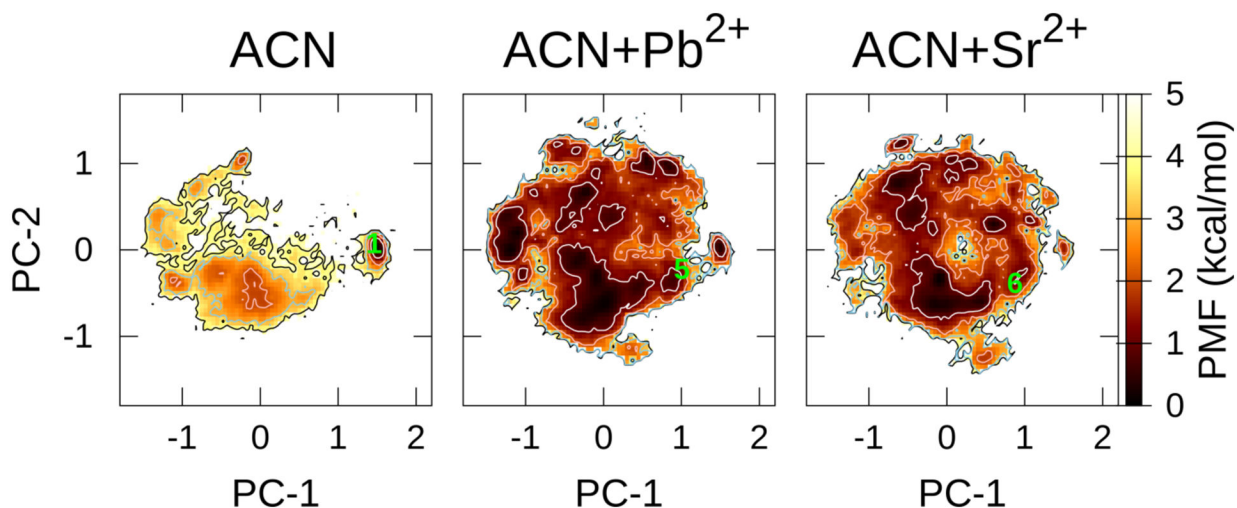 ACN ACN+Pb2+ ACN+Sr2+
5
1 4
PC-2 0 1 5 6 3 PMF (kcal/mol)
2
-1 1
0
-1 0 1 2 -1 0 1 2 -1 0 1 2
PC-1 PC-1 PC-1